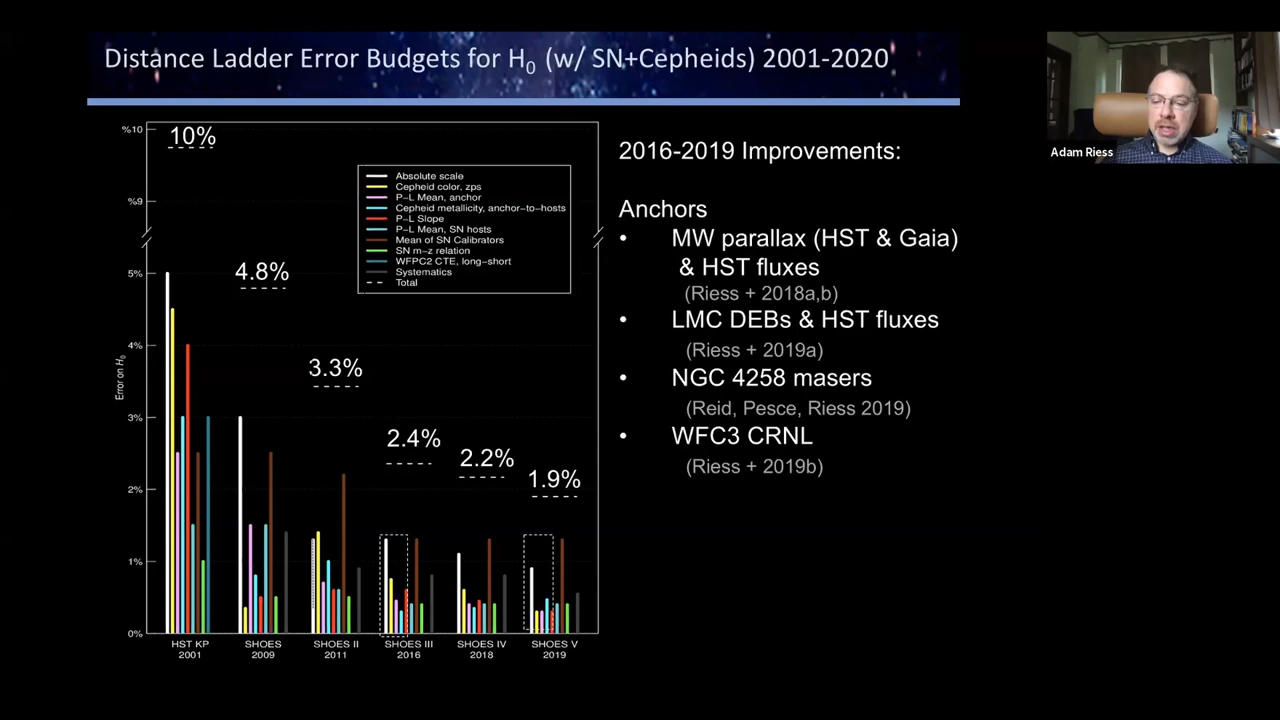 Distance Ladder Error Budgets for H0 (w/ SN+Cepheids) 2001-2020
Adam Riess
%10
%9
5%
4%
3%
2%
1%
0%
Error on H0
10%
4.8%
3.3%
2.4%
2.2%
1.9%
Absolute scale
Cepheid color, zps
P-L Mean, anchor
Cepheid metallicity, anchor-to-hosts
P-L Slope
P-L Mean, SN hosts
Mean of SN Calibrators
SN m-z relation
WFPC2 CTE, long-short
Systematics
Total
HST KP
2001
SHOES
2009
SHOES II
2011
SHOES III
2016
SHOES IV
2018
SHOES V
2019
2016-2019 Improvements:
Anchors
• MW parallax (HST & Gaia)
& HST fluxes
(Riess + 2018a,b)
• LMC DEBs & HST fluxes
(Riess + 2019a)
• NGC 4258 masers
(Reid, Pesce, Riess 2019)
• WFC3 CRNL
(Riess + 2019b)